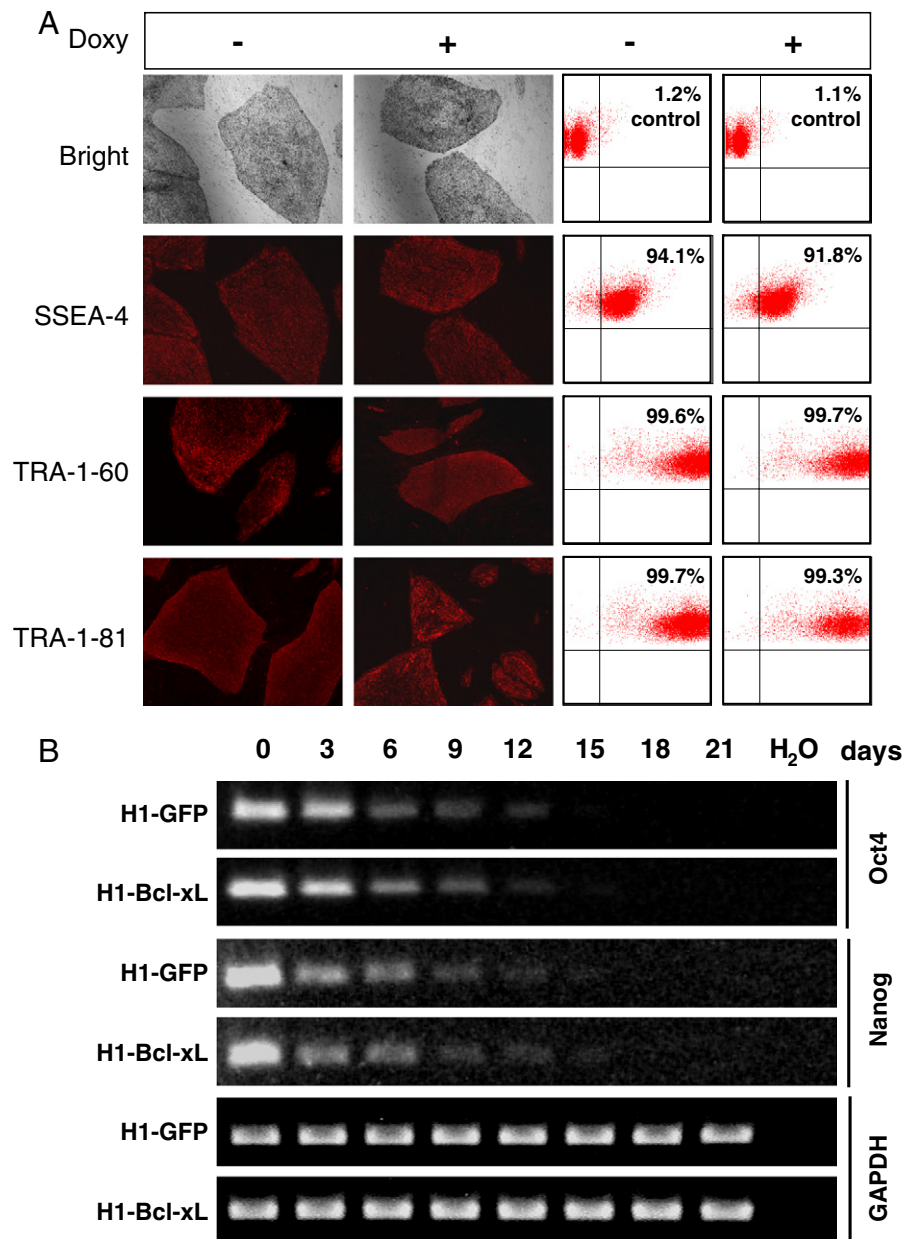 A
Doxy - + - +
Bright
1.2%
control
1.1%
control
SSEA-4
94.1%
91.8%
TRA-1-60
99.6%
99.7%
TRA-1-81
99.7%
99.3%
B
0 3 6 9 12 15 18 21 H₂O days
H1-GFP
H1-Bcl-xL
Oct4
H1-GFP
H1-Bcl-xL
Nanog
H1-GFP
H1-Bcl-xL
GAPDH